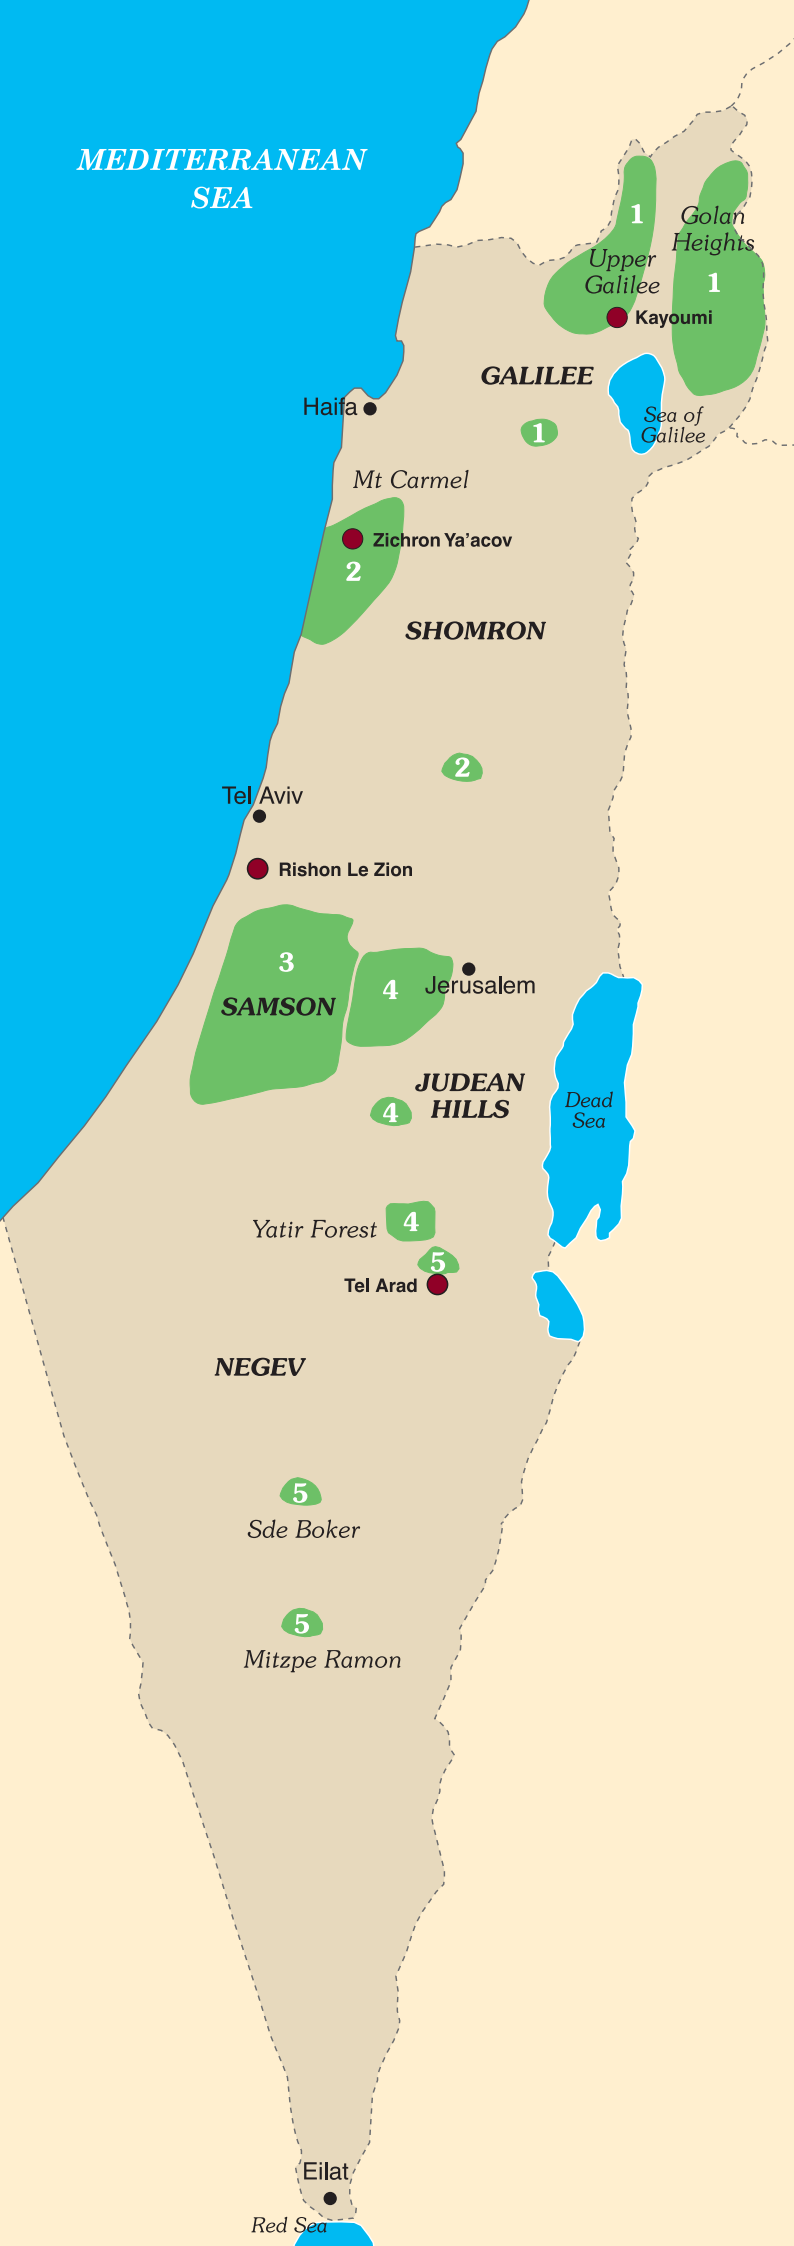 MEDITERRANEAN
SEA
1
Golan
Heights
Upper
Galilee
1
Kayoumi
GALILEE
Haifa
Sea of
Galilee
1
Mt Carmel
Zichron Ya’acov
2
SHOMRON
2
Tel Aviv
Rishon Le Zion
3
SAMSON
4
Jerusalem
JUDEAN
HILLS
Dead
Sea
4
Yatir Forest
4
5
Tel Arad
NEGEV
5
Sde Boker
5
Mitzpe Ramon
Eilat
Red Sea